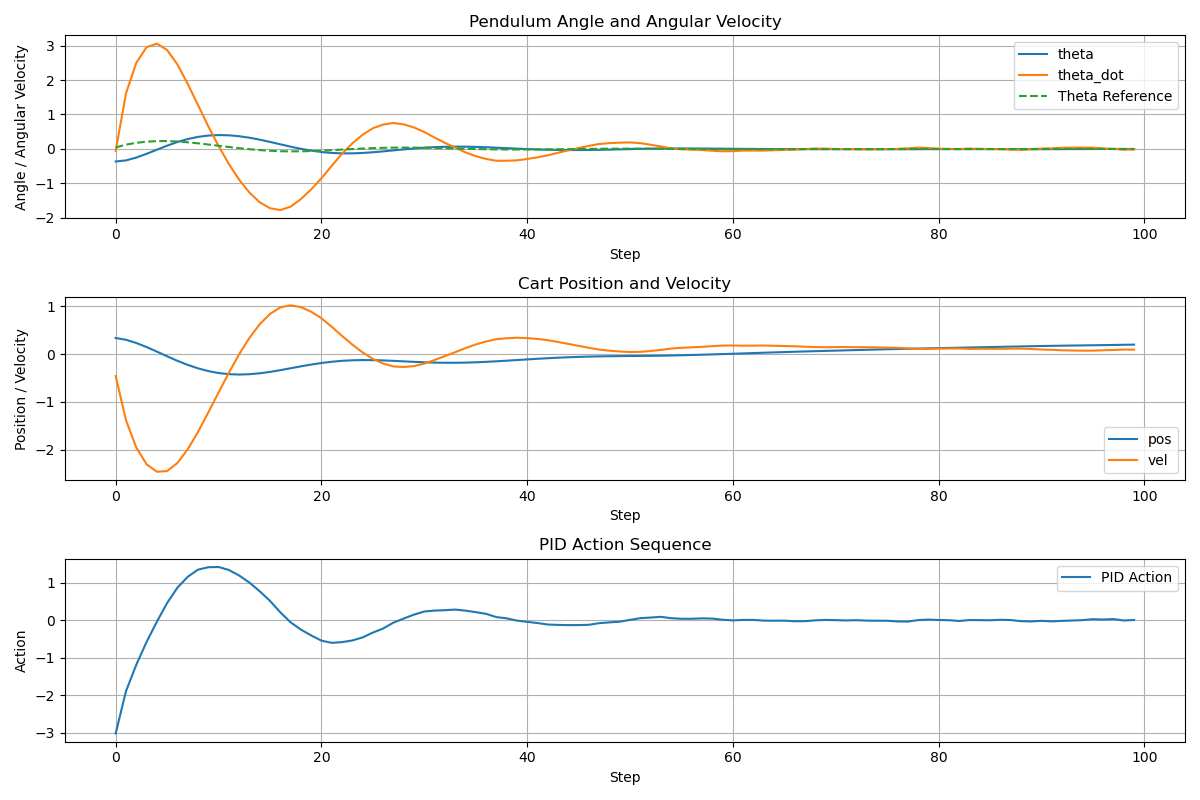 Pendulum Angle and Angular Velocity
Angle / Angular Velocity
3
2
1
0
−1
−2
theta
theta_dot
Theta Reference
0
20
40
60
80
100
Step
Cart Position and Velocity
Position / Velocity
1
0
−1
−2
pos
vel
0
20
40
60
80
100
Step
PID Action Sequence
Action
1
0
−1
−2
−3
PID Action
0
20
40
60
80
100
Step